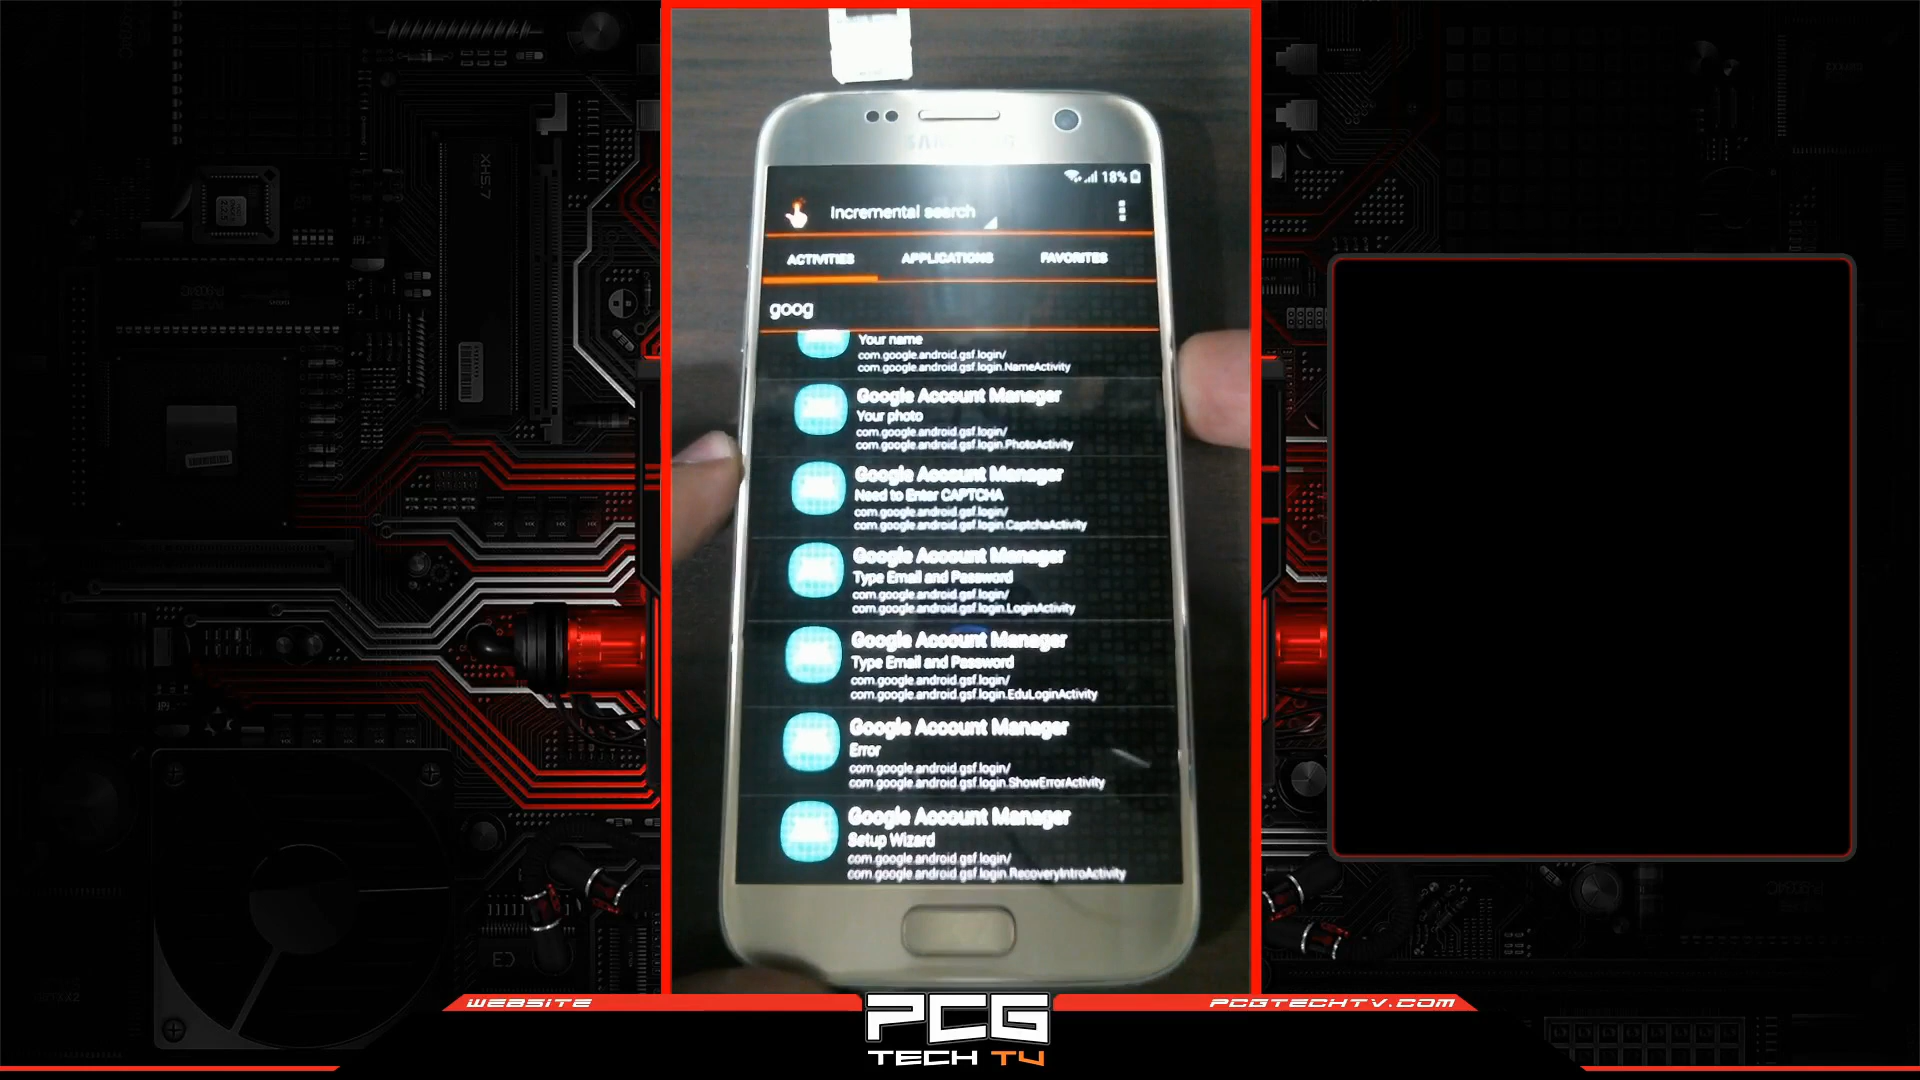 SAMSUNG
18%
Incremental search
ACTIVITIES APPLICATIONS FAVORITES
goog
Your name
com.google.android.gsf.login/
com.google.android.gsf.login.NameActivity
Google Account Manager
Your photo
com.google.android.gsf.login/
com.google.android.gsf.login.PhotoActivity
Google Account Manager
Need to Enter CAPTCHA
com.google.android.gsf.login/
com.google.android.gsf.login.CaptchaActivity
Google Account Manager
Type Email and Password
com.google.android.gsf.login/
com.google.android.gsf.login.LoginActivity
Google Account Manager
Type Email and Password
com.google.android.gsf.login/
com.google.android.gsf.login.EduLoginActivity
Google Account Manager
Error
com.google.android.gsf.login/
com.google.android.gsf.login.ShowErrorActivity
Google Account Manager
Setup Wizard
com.google.android.gsf.login/
com.google.android.gsf.login.RecoveryIntroActivity
WEBSITE
PCGTECHTV.COM
PCG
TECH TV
XH5.7